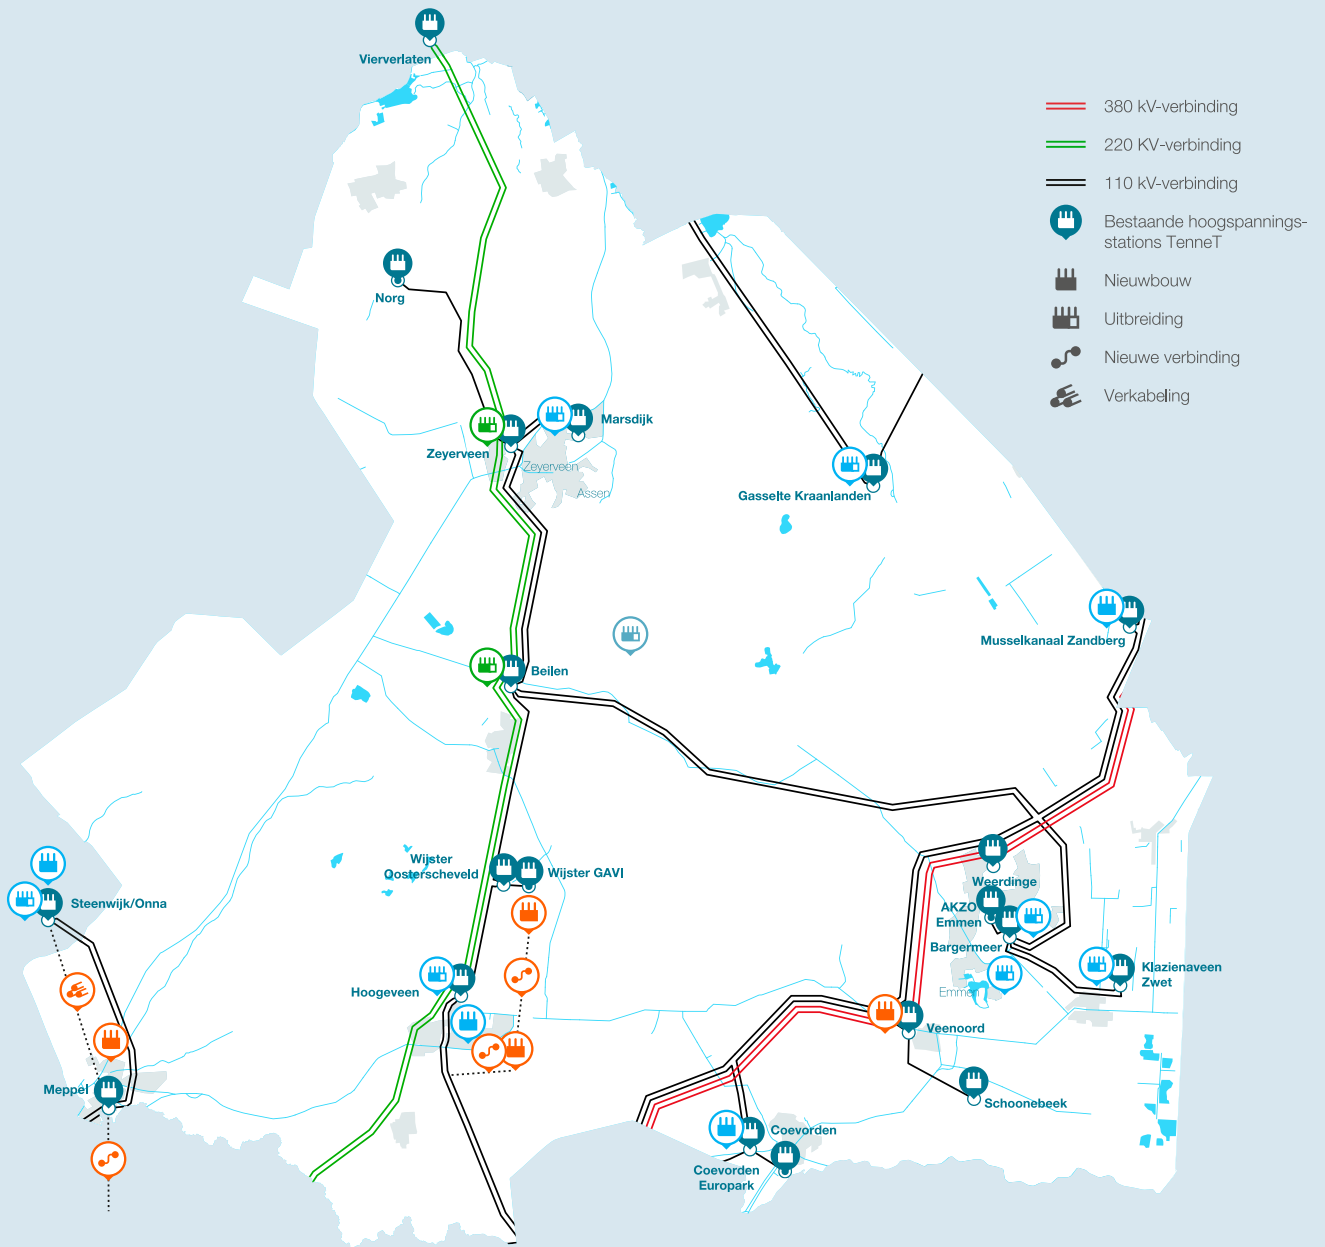 Vierverlaten
380 kV-verbinding
220 KV-verbinding
110 kV-verbinding
Bestaande hoogspannings-
stations TenneT
Nieuwbouw
Uitbreiding
Nieuwe verbinding
Verkabeling
Norg
Marsdijk
Zeyerveen
Zeyerveen
Assen
Gasselte Kraanlanden
Musselkanaal Zandberg
Beilen
Wijster
Oosterscheveld
Wijster GAVI
Steenwijk/Onna
Weerdinge
AKZO
Emmen
Bargermeer
Klazienaveen
Zwet
Hoogeveen
Emmen
Veenoord
Meppel
Schoonebeek
Coevorden
Coevorden
Europark